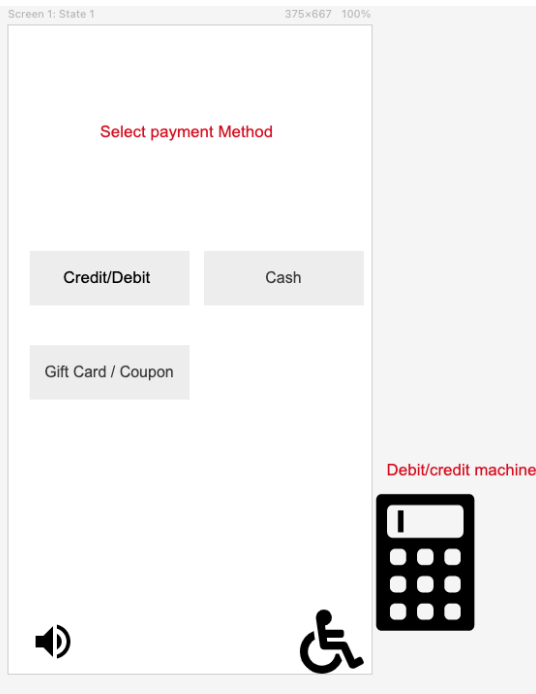 Screen 1: State 1 375×667 100%
Select payment Method
Credit/Debit Cash
Gift Card / Coupon
Debit/credit machine